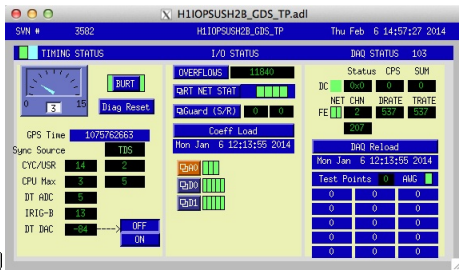 H1IOPSUSH2B_GDS_TP.adl
SVN # 3582 H1IOPSUSH2B_GDS_TP Thu Feb 6 14:57:27 2014
TIMING STATUS
0 3 15
BURT
Diag Reset
GPS Time 1075762663
Sync Source TDS
CYC/USR 14 2
CPU Max 3 5
DT ADC 5
IRIG-B 13
DT DAC -84
OFF
ON
I/O STATUS
OVERFLOWS 11840
RT NET STAT
Guard (S/R) 0 0
Coeff Load
Mon Jan 6 12:13:55 2014
A0
D0
D1
DAQ STATUS 103
Status CPS SUM
DC 0x0 0 0
NET CHN DRATE TRATE
FE 2 537 537
207
DAQ Reload
Mon Jan 6 12:13:55 2014
Test Points 0 AWG
0 0 0
0 0 0
0 0 0
0 0 0
0 0 0